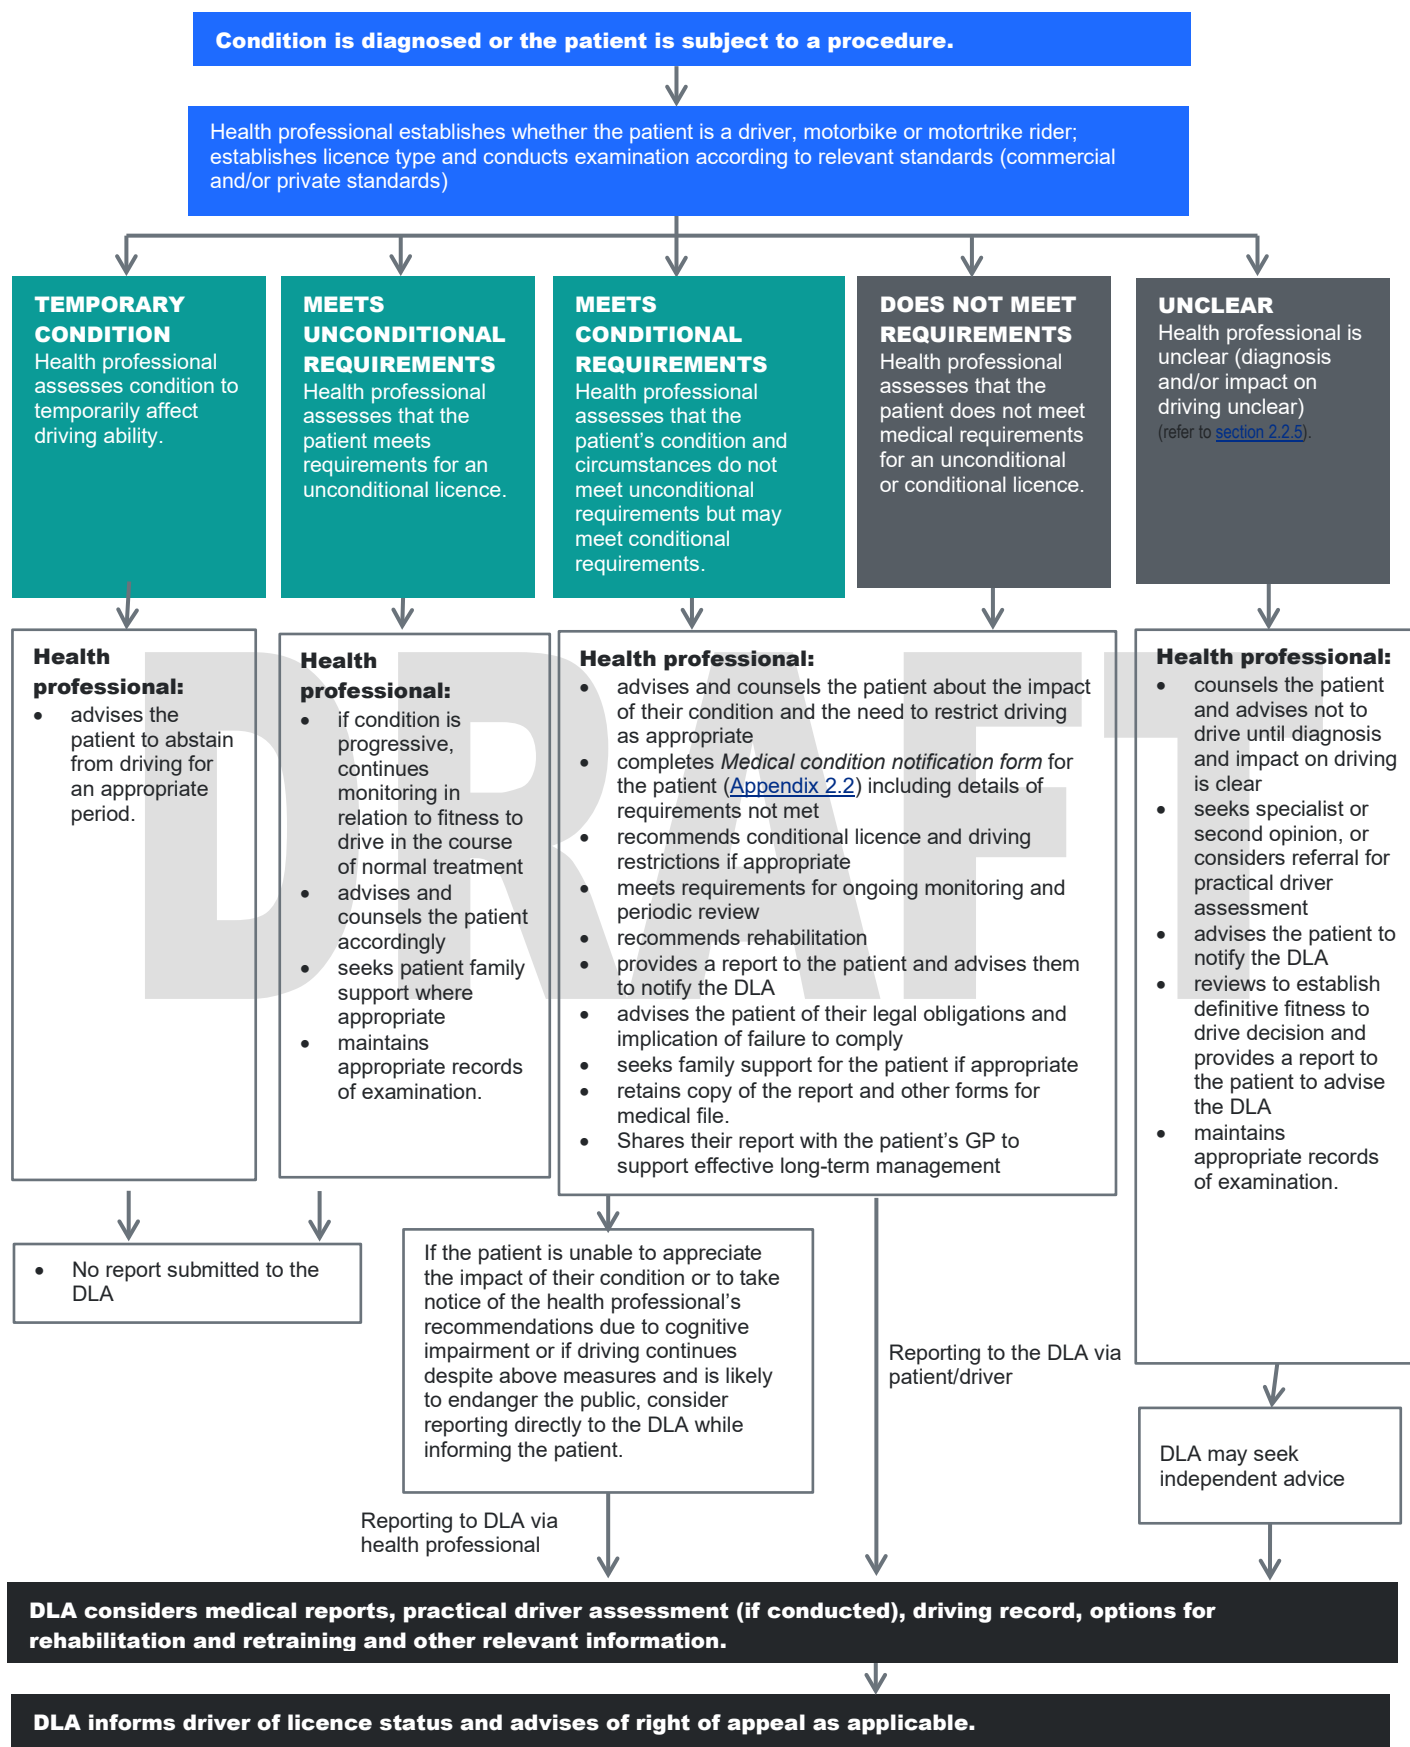 Condition is diagnosed or the patient is subject to a procedure.
Health professional establishes whether the patient is a driver, motorbike or motortrike rider;
establishes licence type and conducts examination according to relevant standards (commercial
and/or private standards)
TEMPORARY
CONDITION
Health professional
assesses condition to
temporarily affect
driving ability.
MEETS
UNCONDITIONAL
REQUIREMENTS
Health professional
assesses that the
patient meets
requirements for an
unconditional licence.
MEETS
CONDITIONAL
REQUIREMENTS
Health professional
assesses that the
patient's condition and
circumstances do not
meet unconditional
requirements but may
meet conditional
requirements.
DOES NOT MEET
REQUIREMENTS
Health professional
assesses that the
patient does not meet
medical requirements
for an unconditional
or conditional licence.
UNCLEAR
Health professional is
unclear (diagnosis
and/or impact on
driving unclear)
(refer to section 2.2.5).
Health
professional:
• advises the
patient to abstain
from driving for
an appropriate
period.
Health
professional:
• if condition is
progressive,
continues
monitoring in
relation to fitness to
drive in the course
of normal treatment
• advises and
counsels the patient
accordingly
• seeks patient family
support where
appropriate
• maintains
appropriate records
of examination.
Health professional:
• advises and counsels the patient about the impact
of their condition and the need to restrict driving
as appropriate
• completes Medical condition notification form for
the patient (Appendix 2.2) including details of
requirements not met
• recommends conditional licence and driving
restrictions if appropriate
• meets requirements for ongoing monitoring and
periodic review
• recommends rehabilitation
• provides a report to the patient and advises them
to notify the DLA
• advises the patient of their legal obligations and
implication of failure to comply
• seeks family support for the patient if appropriate
• retains copy of the report and other forms for
medical file.
• Shares their report with the patient's GP to
support effective long-term management
Health professional:
• counsels the patient
and advises not to
drive until diagnosis
and impact on driving
is clear
• seeks specialist or
second opinion, or
considers referral for
practical driver
assessment
• advises the patient to
notify the DLA
• reviews to establish
definitive fitness to
drive decision and
provides a report to
the patient to advise
the DLA
• maintains
appropriate records
of examination.
DRAFT
• No report submitted to the
DLA
If the patient is unable to appreciate
the impact of their condition or to take
notice of the health professional's
recommendations due to cognitive
impairment or if driving continues
despite above measures and is likely
to endanger the public, consider
reporting directly to the DLA while
informing the patient.
Reporting to the DLA via
patient/driver
DLA may seek
independent advice
Reporting to DLA via
health professional
DLA considers medical reports, practical driver assessment (if conducted), driving record, options for
rehabilitation and retraining and other relevant information.
DLA informs driver of licence status and advises of right of appeal as applicable.